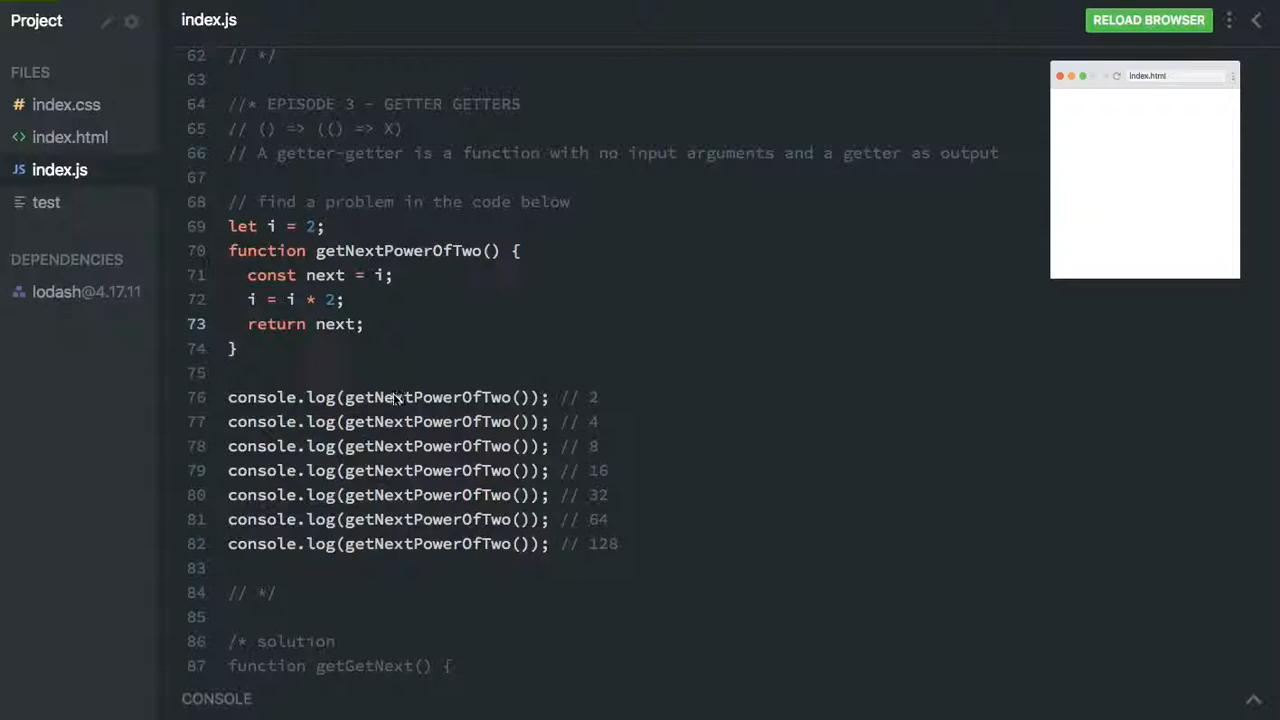 Project
index.js
RELOAD BROWSER
FILES
index.css
index.html
JS index.js
test
DEPENDENCIES
lodash@4.17.11
index.html
62 // */
63
64 //* EPISODE 3 - GETTER GETTERS
65 // () => (() => X)
66 // A getter-getter is a function with no input arguments and a getter as output
67
68 // find a problem in the code below
69 let i = 2;
70 function getNextPowerOfTwo() {
71 const next = i;
72 i = i * 2;
73 return next;
74 }
75
76 console.log(getNextPowerOfTwo()); // 2
77 console.log(getNextPowerOfTwo()); // 4
78 console.log(getNextPowerOfTwo()); // 8
79 console.log(getNextPowerOfTwo()); // 16
80 console.log(getNextPowerOfTwo()); // 32
81 console.log(getNextPowerOfTwo()); // 64
82 console.log(getNextPowerOfTwo()); // 128
83
84 // */
85
86 /* solution
87 function getGetNext() {
CONSOLE